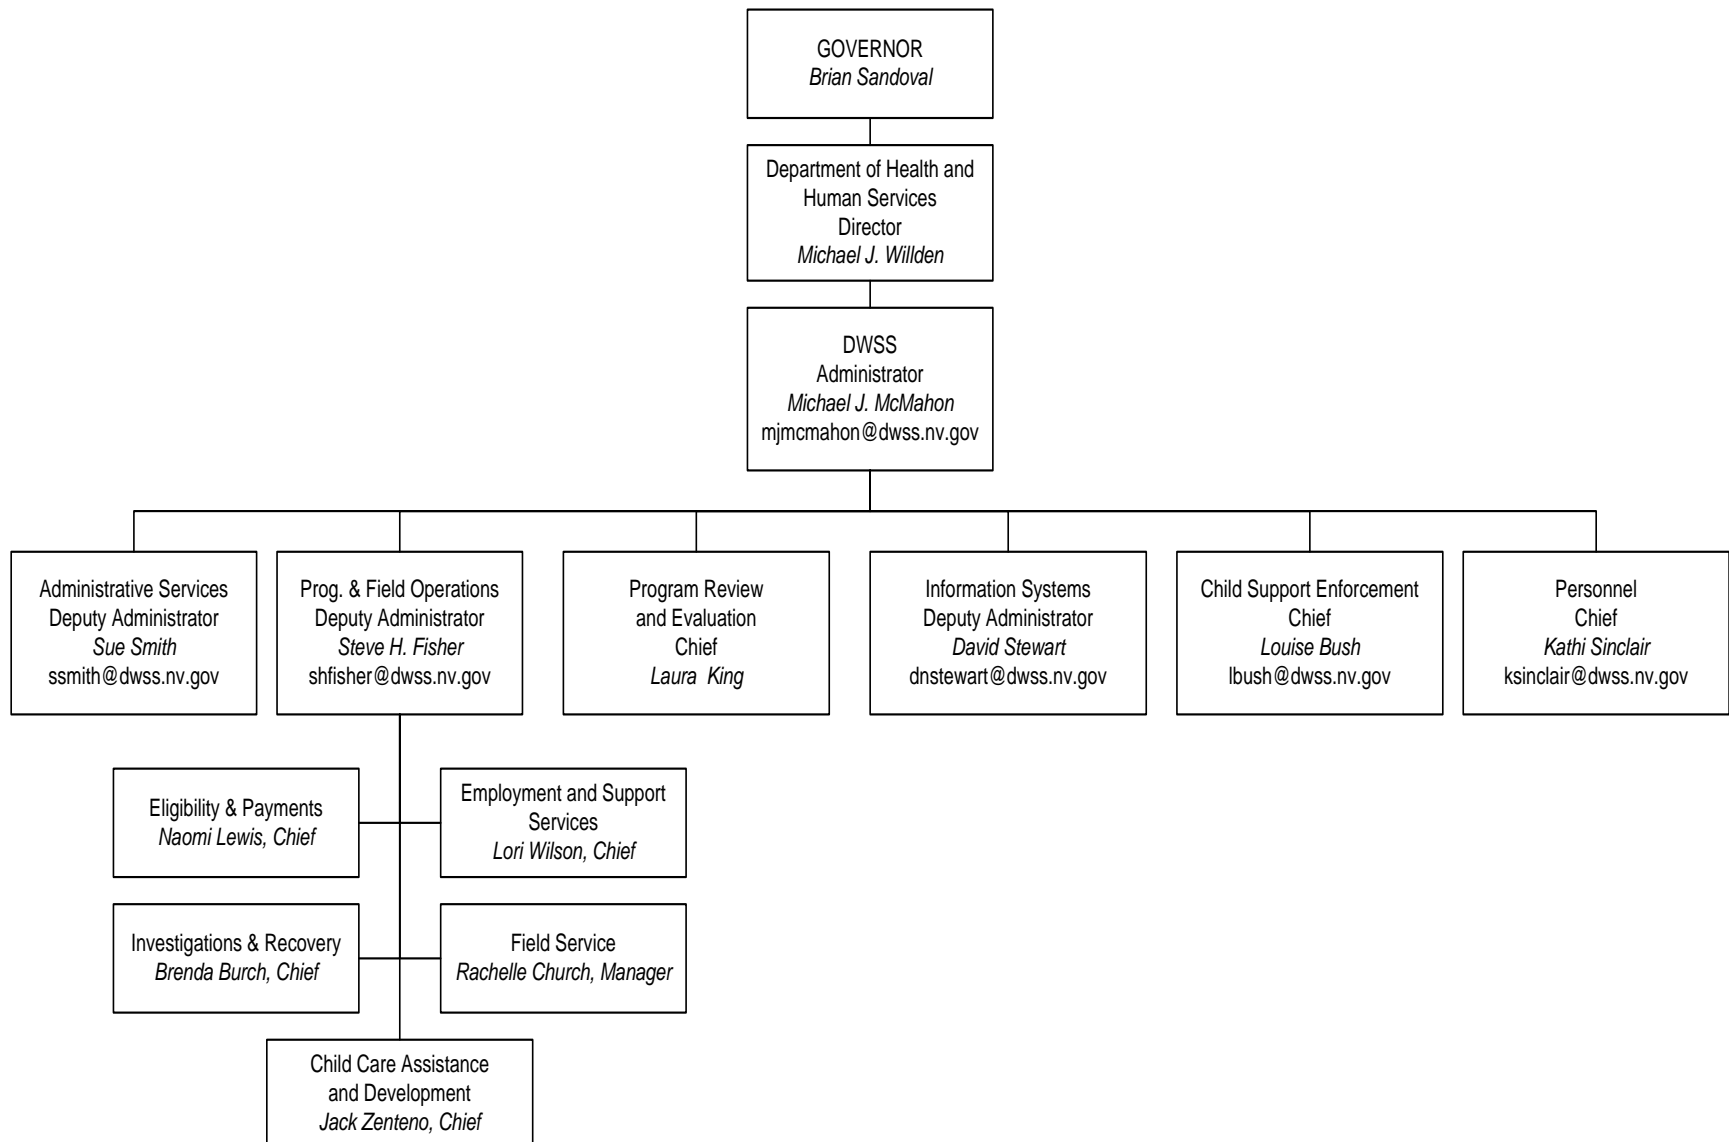 GOVERNOR
Brian Sandoval
Department of Health and
Human Services
Director
Michael J. Willden
DWSS
Administrator
Michael J. McMahon
mjmcmahon@dwss.nv.gov
Administrative Services
Deputy Administrator
Sue Smith
ssmith@dwss.nv.gov
Prog. & Field Operations
Deputy Administrator
Steve H. Fisher
shfisher@dwss.nv.gov
Program Review
and Evaluation
Chief
Laura King
Information Systems
Deputy Administrator
David Stewart
dnstewart@dwss.nv.gov
Child Support Enforcement
Chief
Louise Bush
lbush@dwss.nv.gov
Personnel
Chief
Kathi Sinclair
ksinclair@dwss.nv.gov
Eligibility & Payments
Naomi Lewis, Chief
Employment and Support
Services
Lori Wilson, Chief
Investigations & Recovery
Brenda Burch, Chief
Field Service
Rachelle Church, Manager
Child Care Assistance
and Development
Jack Zenteno, Chief